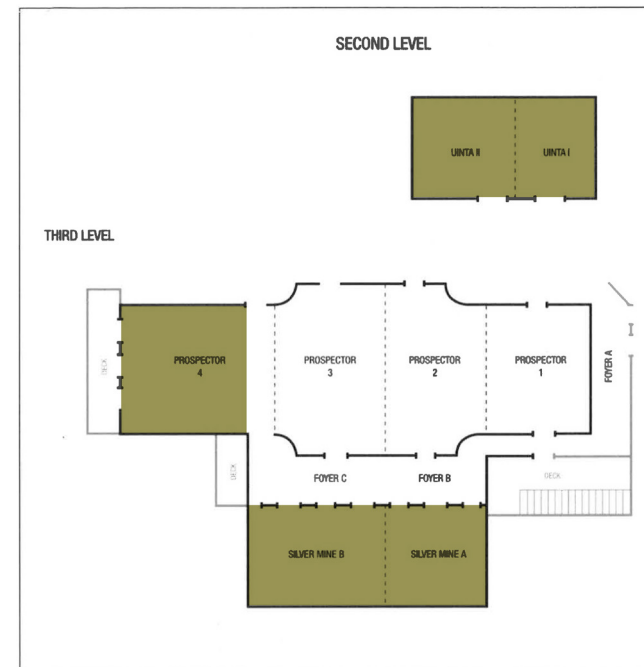 SECOND LEVEL
UINTA II
UINTA I
THIRD LEVEL
DECK
PROSPECTOR
4
PROSPECTOR
3
PROSPECTOR
2
PROSPECTOR
1
FOYER A
DECK
FOYER C
FOYER B
DECK
SILVER MINE B
SILVER MINE A